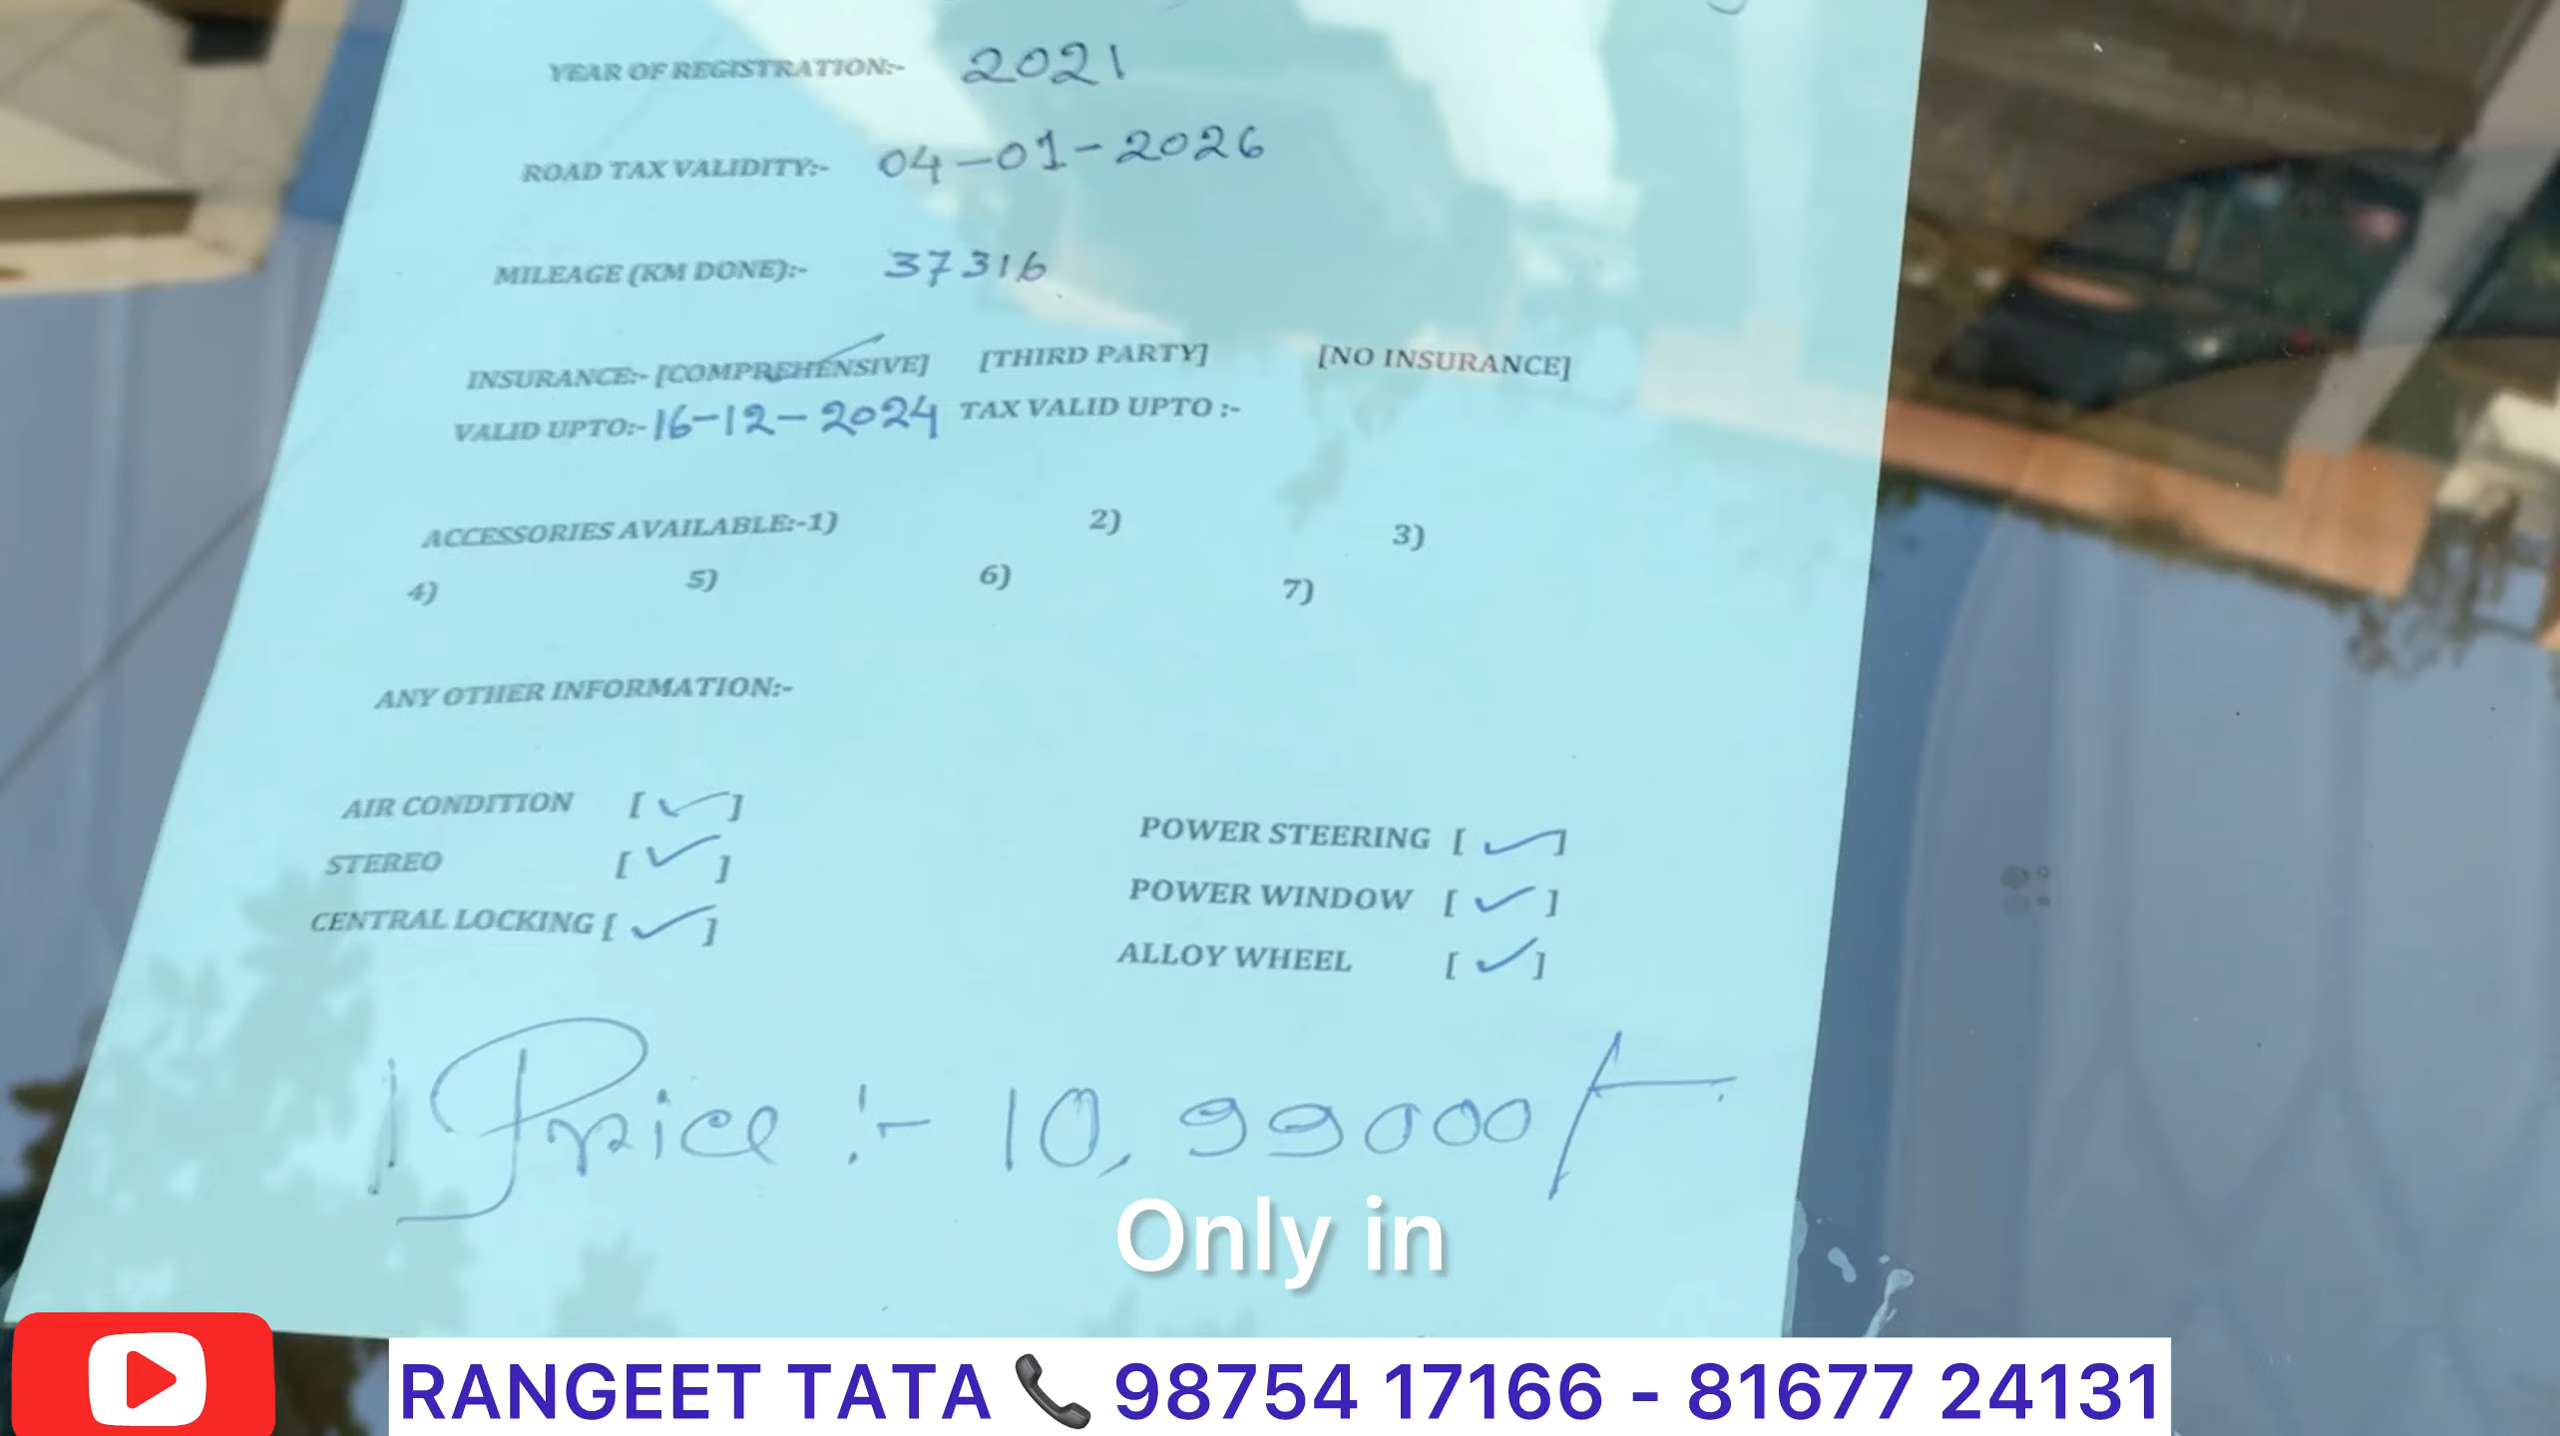 YEAR OF REGISTRATION:- 2021
ROAD TAX VALIDITY:- 04-01-2026
MILEAGE (KM DONE):- 37316
INSURANCE:- [COMPREHENSIVE] [THIRD PARTY] [NO INSURANCE]
VALID UPTO:- 16-12-2024 TAX VALID UPTO :-
ACCESSORIES AVAILABLE:-1) 2) 3)
4) 5) 6) 7)
ANY OTHER INFORMATION:-
AIR CONDITION [✓] POWER STEERING [✓]
STEREO [✓] POWER WINDOW [✓]
CENTRAL LOCKING [✓] ALLOY WHEEL [✓]
Price :- 10,99000/-
Only in
RANGEET TATA 📞 98754 17166 - 81677 24131